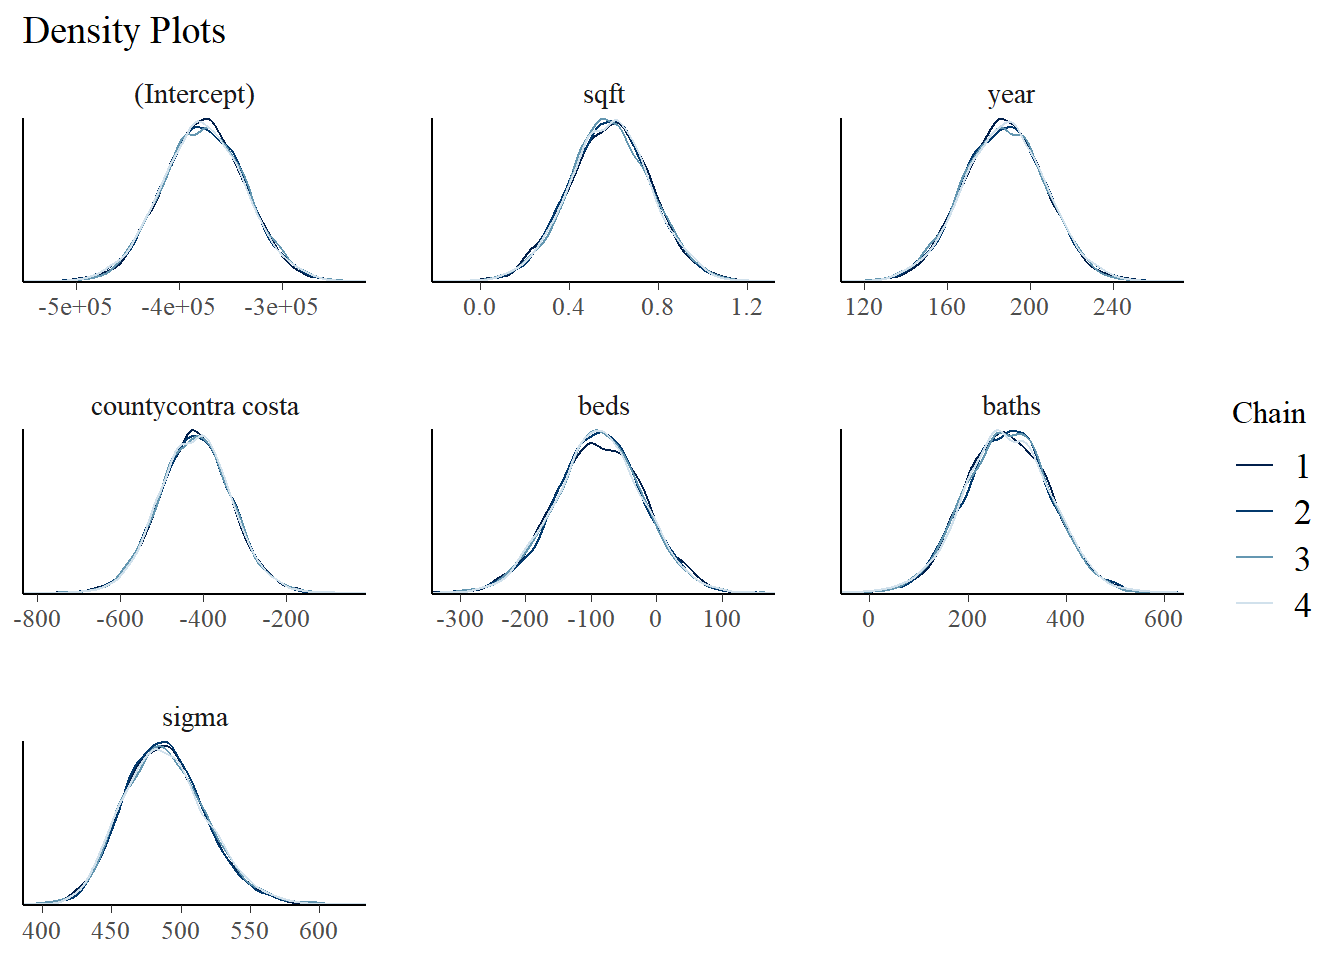 Density Plots
(Intercept) sqft year
-5e+05 -4e+05 -3e+05 0.0 0.4 0.8 1.2 120 160 200 240
countycontra costa beds baths
-800 -600 -400 -200 -300 -200 -100 0 100 0 200 400 600
Chain
1
2
3
4
sigma
400 450 500 550 600